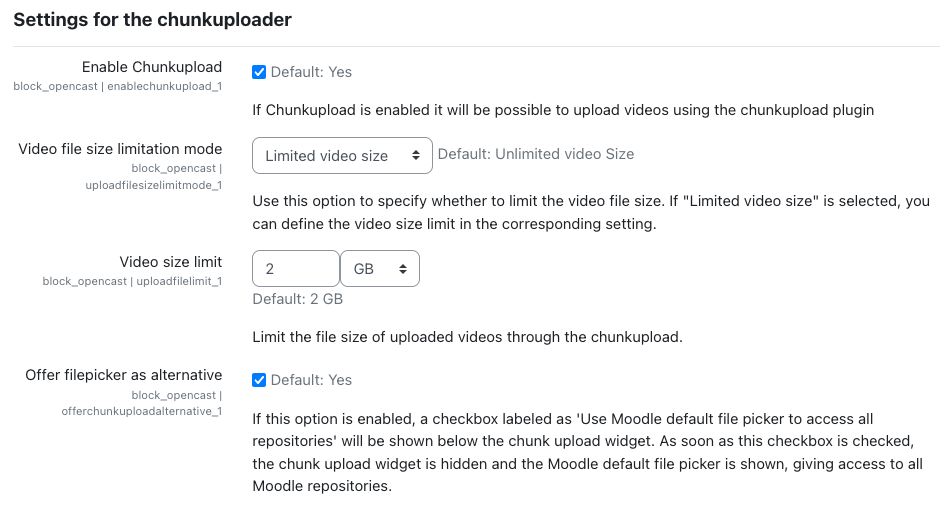 Settings for the chunkuploader
Enable Chunkupload
block_opencast | enablechunkupload_1
Default: Yes
If Chunkupload is enabled it will be possible to upload videos using the chunkupload plugin
Video file size limitation mode
block_opencast |
uploadfilesizelimitmode_1
Limited video size
Default: Unlimited video Size
Use this option to specify whether to limit the video file size. If "Limited video size" is selected, you
can define the video size limit in the corresponding setting.
Video size limit
block_opencast | uploadfilelimit_1
2
GB
Default: 2 GB
Limit the file size of uploaded videos through the chunkupload.
Offer filepicker as alternative
block_opencast |
offerchunkuploadalternative_1
Default: Yes
If this option is enabled, a checkbox labeled as 'Use Moodle default file picker to access all
repositories' will be shown below the chunk upload widget. As soon as this checkbox is checked,
the chunk upload widget is hidden and the Moodle default file picker is shown, giving access to all
Moodle repositories.